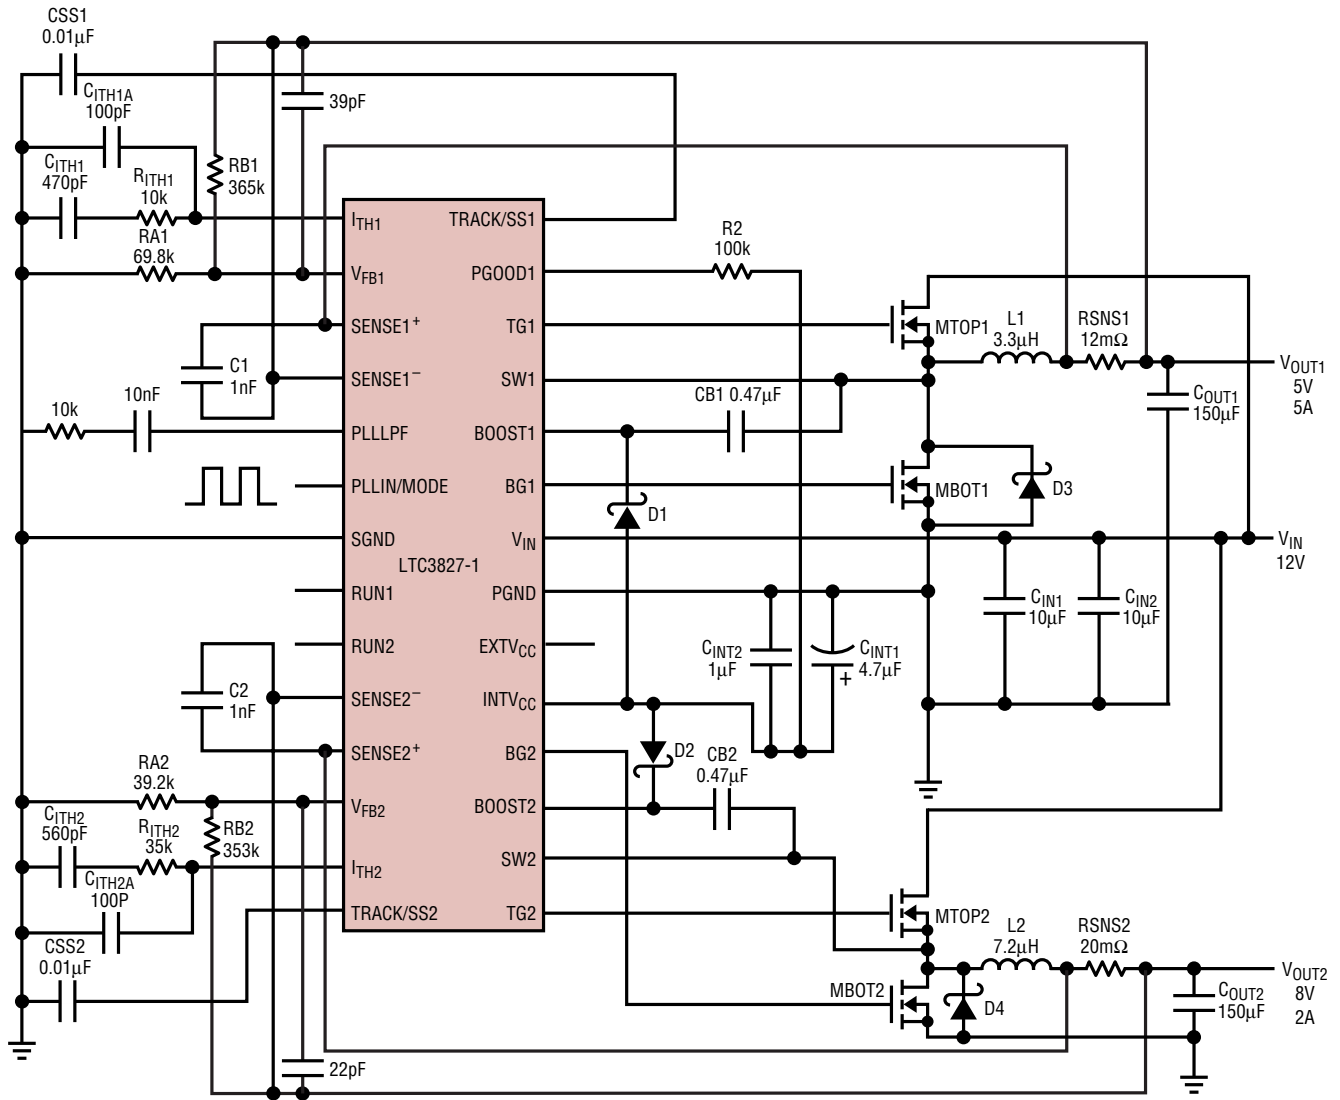 CSS1
0.01μF
CITH1A
100pF
39pF
CITH1
470pF
RITH1
10k
RB1
365k
RA1
69.8k
C1
1nF
10k
10nF
ITH1
VFB1
SENSE1+
SENSE1−
PLLLPF
PLLIN/MODE
SGND
RUN1
RUN2
SENSE2−
SENSE2+
VFB2
ITH2
TRACK/SS2
LTC3827-1
TRACK/SS1
PGOOD1
TG1
SW1
BOOST1
BG1
VIN
PGND
EXTVCC
INTVCC
BG2
BOOST2
SW2
TG2
R2
100k
MTOP1
L1
3.3μH
RSNS1
12mΩ
VOUT1
5V
5A
COUT1
150μF
CB1 0.47μF
MBOT1
D3
D1
VIN
12V
CIN1
10μF
CIN2
10μF
CINT2
1μF
CINT1
4.7μF
+
D2
CB2
0.47μF
C2
1nF
RA2
39.2k
CITH2
560pF
RITH2
35k
RB2
353k
CITH2A
100P
CSS2
0.01μF
22pF
MTOP2
L2
7.2μH
RSNS2
20mΩ
VOUT2
8V
2A
MBOT2
D4
COUT2
150μF